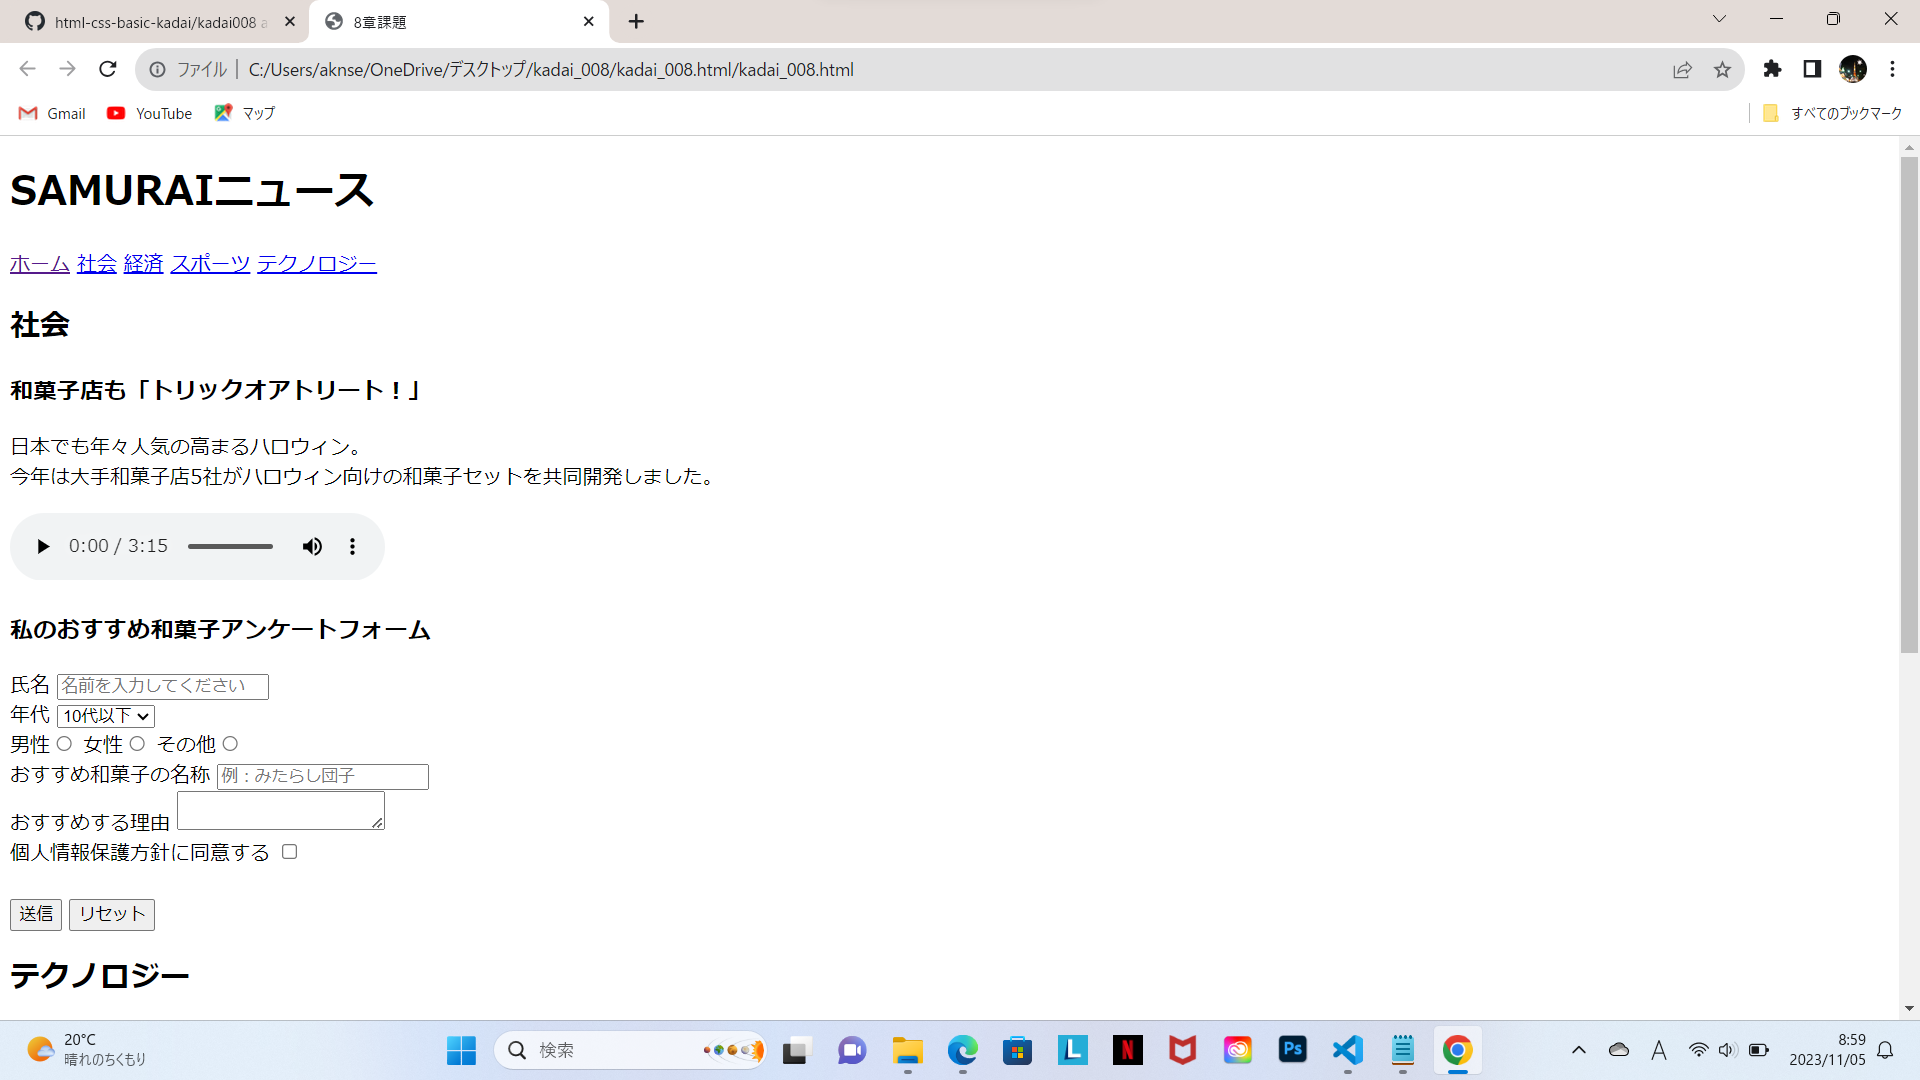 html-css-basic-kadai/kadai008 a
8章課題
ファイル
C:/Users/aknse/OneDrive/デスクトップ/kadai_008/kadai_008.html/kadai_008.html
Gmail YouTube マップ すべてのブックマーク
SAMURAIニュース
ホーム 社会 経済 スポーツ テクノロジー
社会
和菓子店も「トリックオアトリート！」
日本でも年々人気の高まるハロウィン。
今年は大手和菓子店5社がハロウィン向けの和菓子セットを共同開発しました。
0:00 / 3:15
私のおすすめ和菓子アンケートフォーム
氏名 名前を入力してください
年代 10代以下
男性 女性 その他
おすすめ和菓子の名称 例：みたらし団子
おすすめする理由
個人情報保護方針に同意する
送信 リセット
テクノロジー
20°C
晴れのちくもり
検索
L
N
Ps
A
8:59
2023/11/05